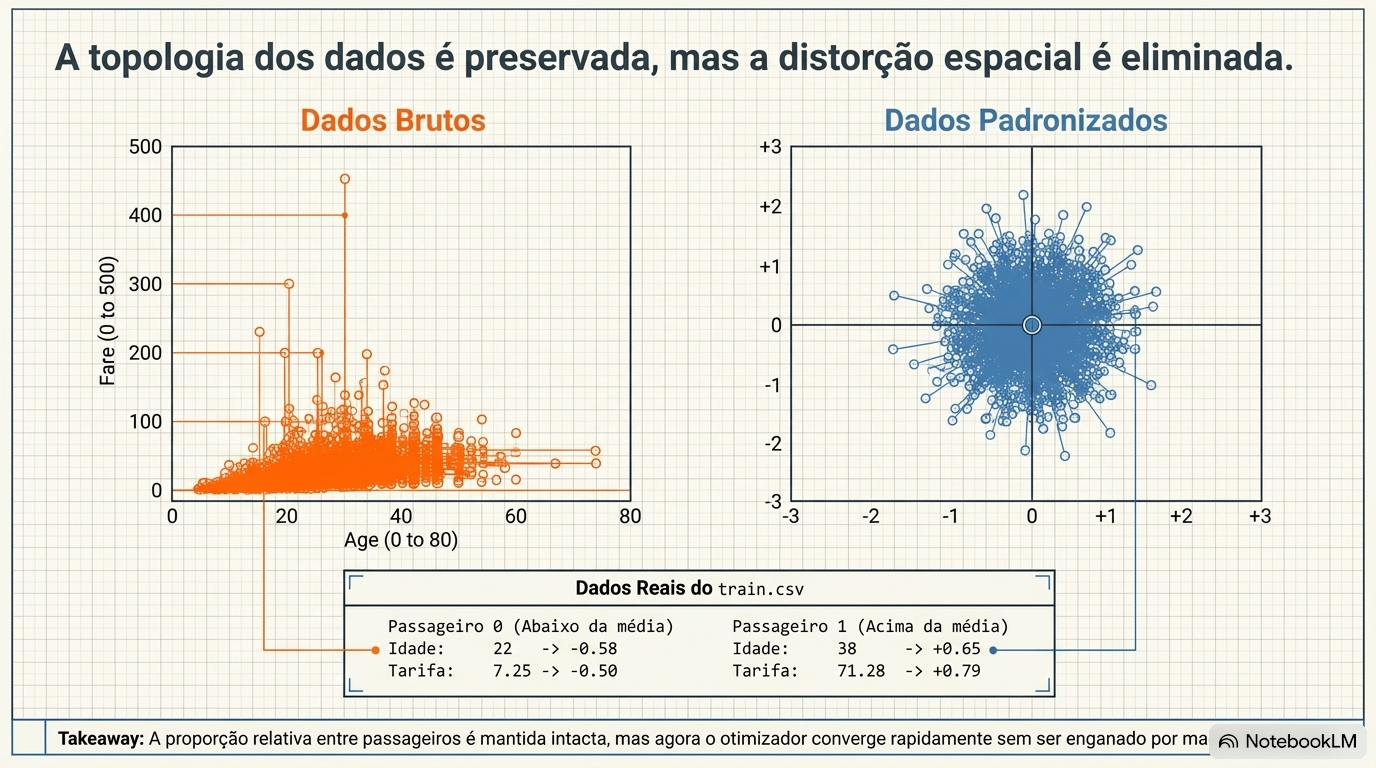 A topologia dos dados é preservada, mas a distorção espacial é eliminada.
Dados Brutos
500
400
300
200
100
0
Fare (0 to 500)
0 20 40 60 80
Age (0 to 80)
Dados Padronizados
+3
+2
+1
0
-1
-2
-3
-3 -2 -1 0 +1 +2 +3
Dados Reais do train.csv
Passageiro 0 (Abaixo da média)
Idade: 22 -> -0.58
Tarifa: 7.25 -> -0.50
Passageiro 1 (Acima da média)
Idade: 38 -> +0.65
Tarifa: 71.28 -> +0.79
Takeaway: A proporção relativa entre passageiros é mantida intacta, mas agora o otimizador converge rapidamente sem ser enganado por
NotebookLM